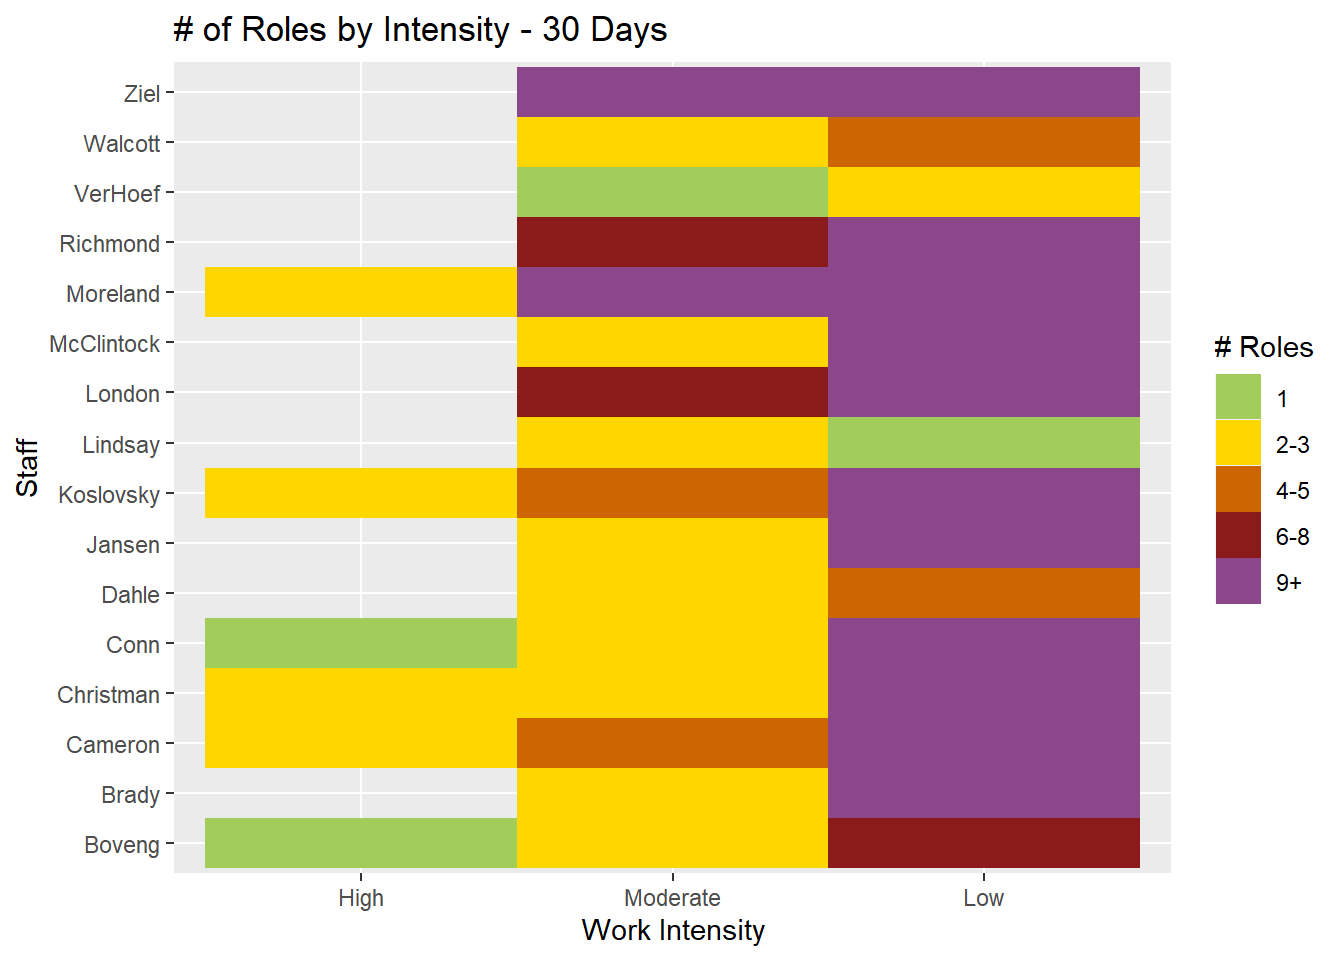 # of Roles by Intensity - 30 Days
Ziel
Walcott
VerHoef
Richmond
Moreland
McClintock
London
Lindsay
Koslovsky
Jansen
Dahle
Conn
Christman
Cameron
Brady
Boveng
Staff
High Moderate Low
Work Intensity
# Roles
1
2-3
4-5
6-8
9+